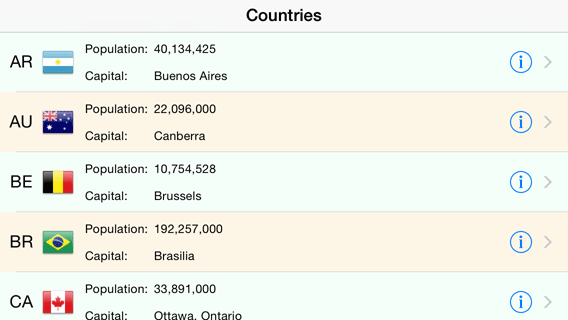 Countries
AR Population: 40,134,425
Capital: Buenos Aires
AU Population: 22,096,000
Capital: Canberra
BE Population: 10,754,528
Capital: Brussels
BR Population: 192,257,000
Capital: Brasilia
CA Population: 33,891,000
Capital: Ottawa, Ontario